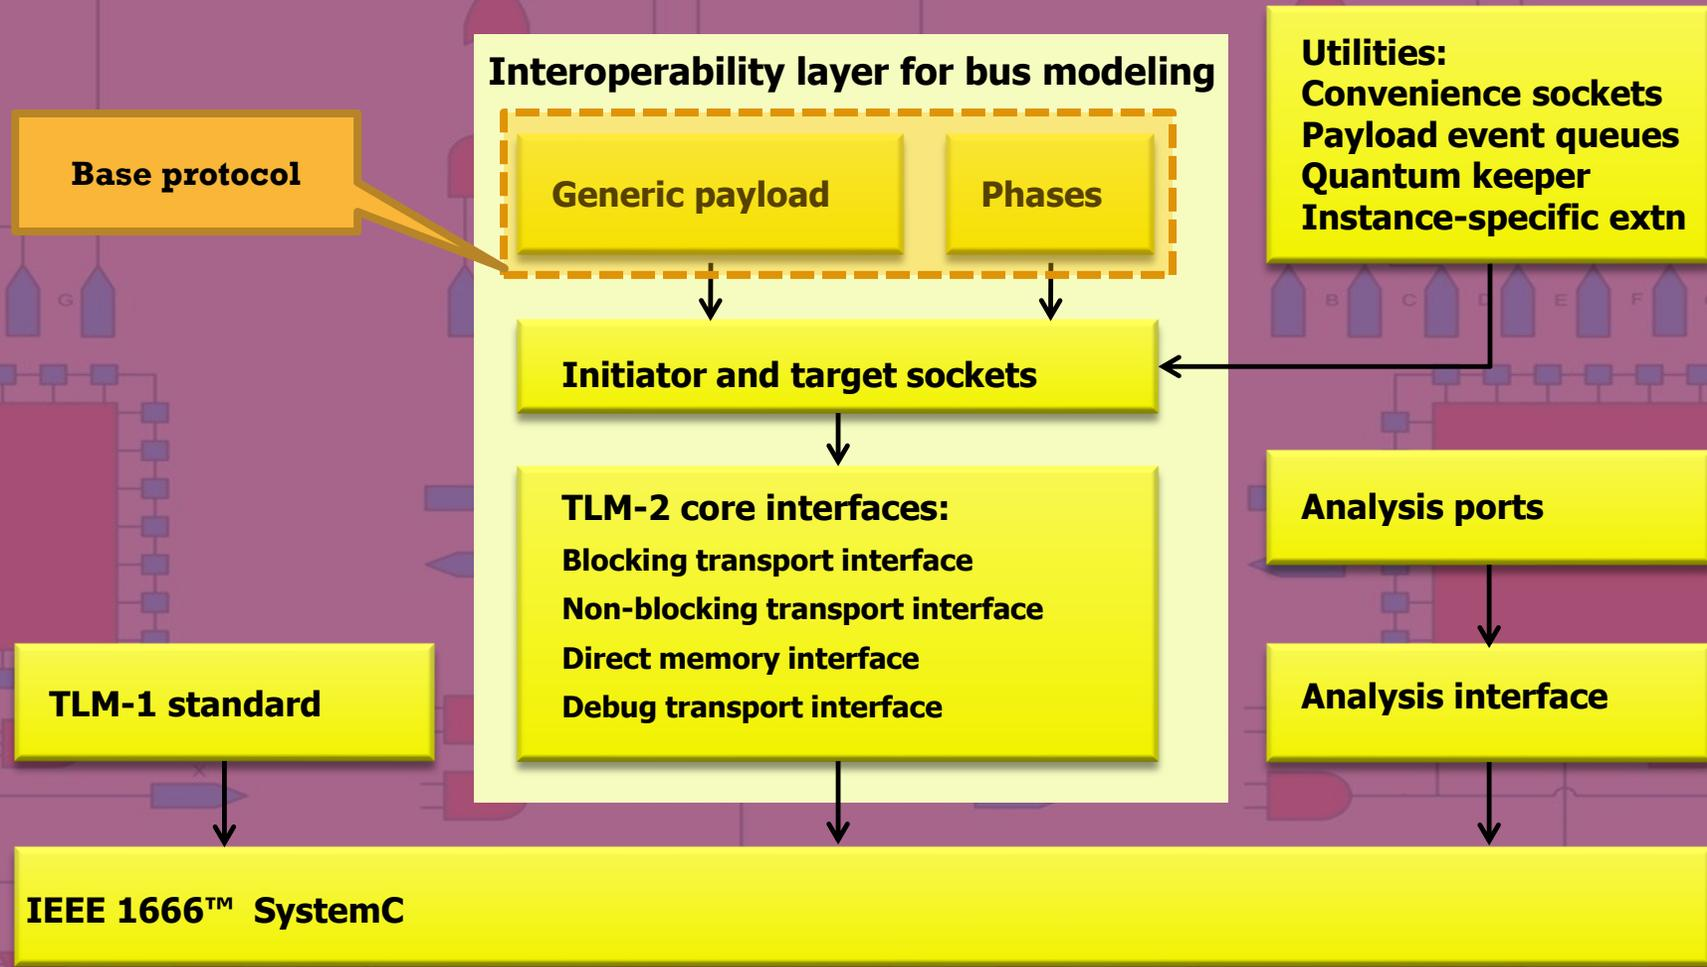 Interoperability layer for bus modeling
Base protocol
Generic payload
Phases
Utilities:
Convenience sockets
Payload event queues
Quantum keeper
Instance-specific extn
G
B
C
D
E
F
Initiator and target sockets
TLM-2 core interfaces:
Blocking transport interface
Non-blocking transport interface
Direct memory interface
Debug transport interface
Analysis ports
TLM-1 standard
Analysis interface
X
IEEE 1666™ SystemC